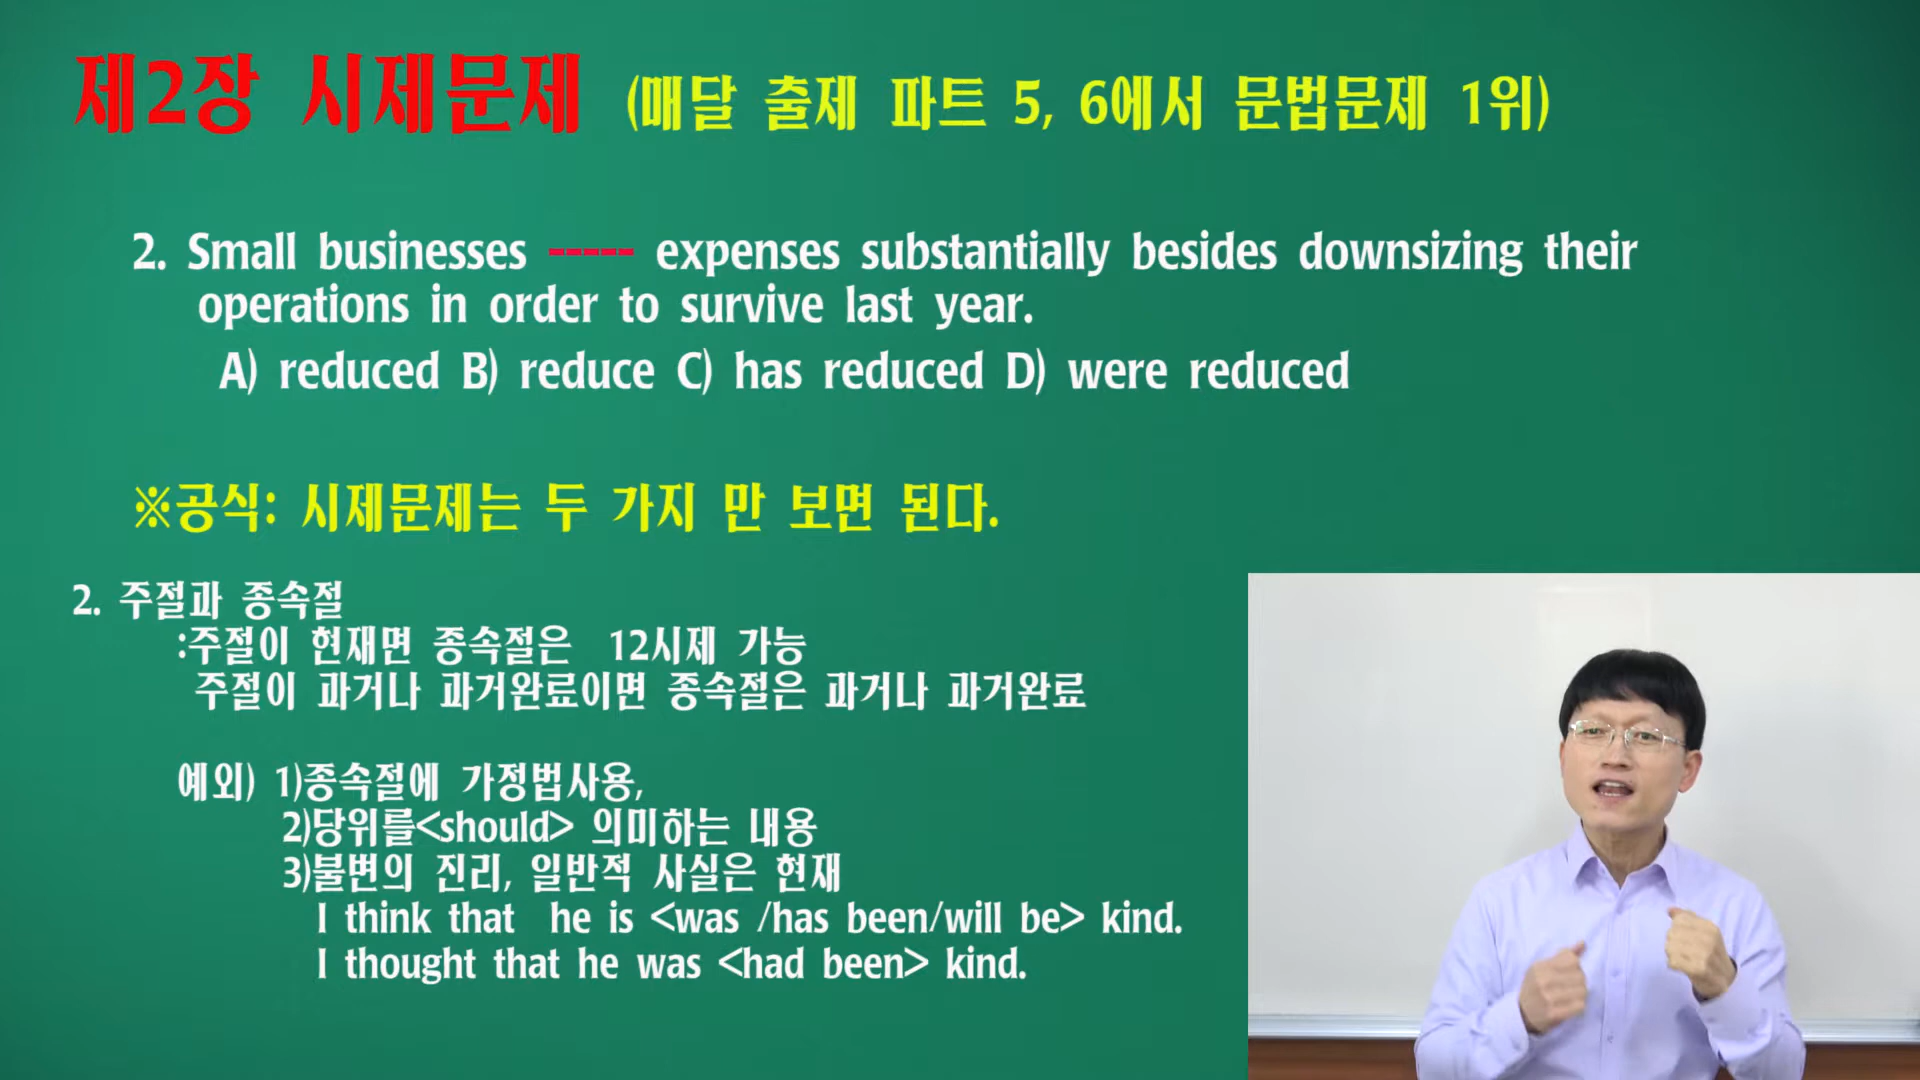 제2장 시제문제 (매달 출제 파트 5, 6에서 문법문제 1위)
2. Small businesses ----- expenses substantially besides downsizing their
operations in order to survive last year.
A) reduced B) reduce C) has reduced D) were reduced
※공식: 시제문제는 두 가지 만 보면 된다.
2. 주절과 종속절
:주절이 현재면 종속절은 12시제 가능
주절이 과거나 과거완료이면 종속절은 과거나 과거완료
예외) 1)종속절에 가정법사용,
2)당위를<should> 의미하는 내용
3)불변의 진리, 일반적 사실은 현재
I think that he is <was /has been/will be> kind.
I thought that he was <had been> kind.